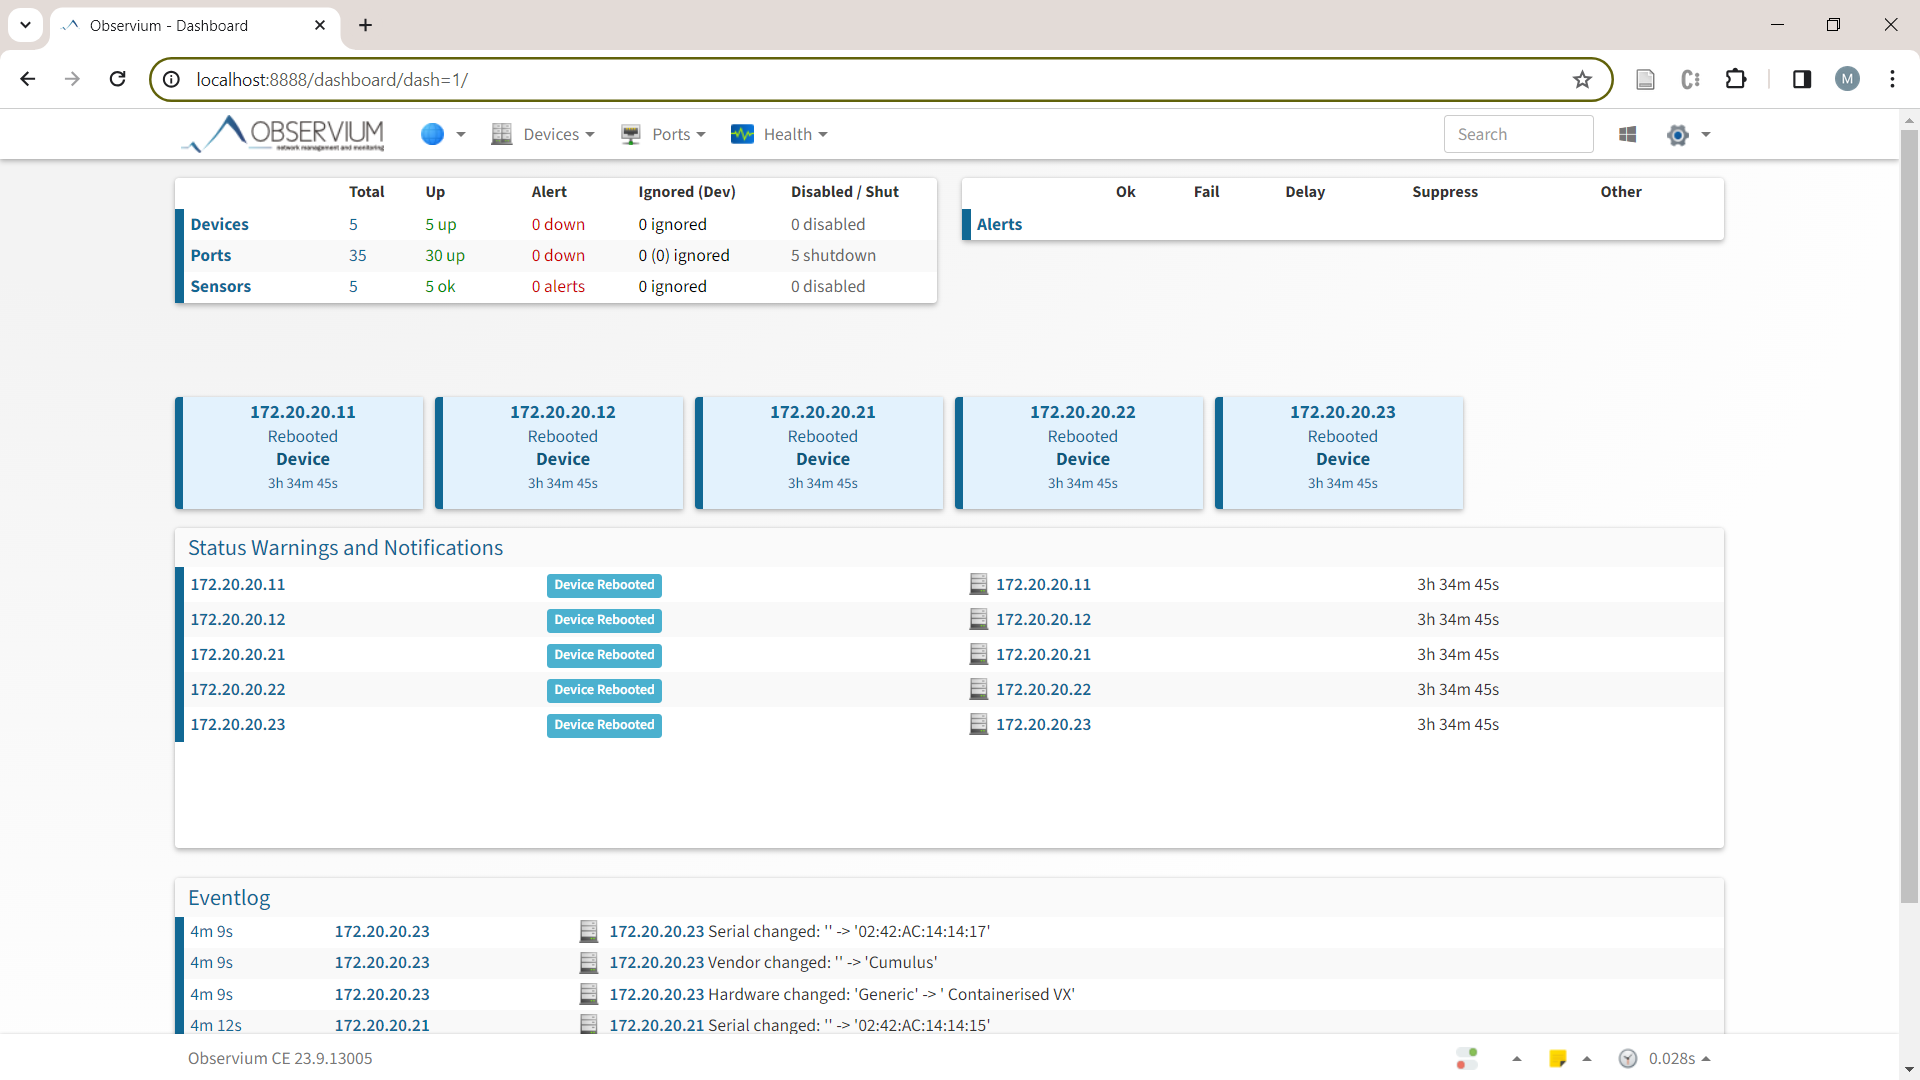 Observium - Dashboard
localhost:8888/dashboard/dash=1/
M
OBSERVIUM
network management and monitoring
Devices
Ports
Health
Search
Total Up Alert Ignored (Dev) Disabled / Shut
Devices 5 5 up 0 down 0 ignored 0 disabled
Ports 35 30 up 0 down 0 (0) ignored 5 shutdown
Sensors 5 5 ok 0 alerts 0 ignored 0 disabled
Ok Fail Delay Suppress Other
Alerts
172.20.20.11
Rebooted
Device
3h 34m 45s
172.20.20.12
Rebooted
Device
3h 34m 45s
172.20.20.21
Rebooted
Device
3h 34m 45s
172.20.20.22
Rebooted
Device
3h 34m 45s
172.20.20.23
Rebooted
Device
3h 34m 45s
Status Warnings and Notifications
172.20.20.11 Device Rebooted 172.20.20.11 3h 34m 45s
172.20.20.12 Device Rebooted 172.20.20.12 3h 34m 45s
172.20.20.21 Device Rebooted 172.20.20.21 3h 34m 45s
172.20.20.22 Device Rebooted 172.20.20.22 3h 34m 45s
172.20.20.23 Device Rebooted 172.20.20.23 3h 34m 45s
Eventlog
4m 9s 172.20.20.23 172.20.20.23 Serial changed: '' -> '02:42:AC:14:14:17'
4m 9s 172.20.20.23 172.20.20.23 Vendor changed: '' -> 'Cumulus'
4m 9s 172.20.20.23 172.20.20.23 Hardware changed: 'Generic' -> ' Containerised VX'
4m 12s 172.20.20.21 172.20.20.21 Serial changed: '' -> '02:42:AC:14:14:15'
Observium CE 23.9.13005
0.028s